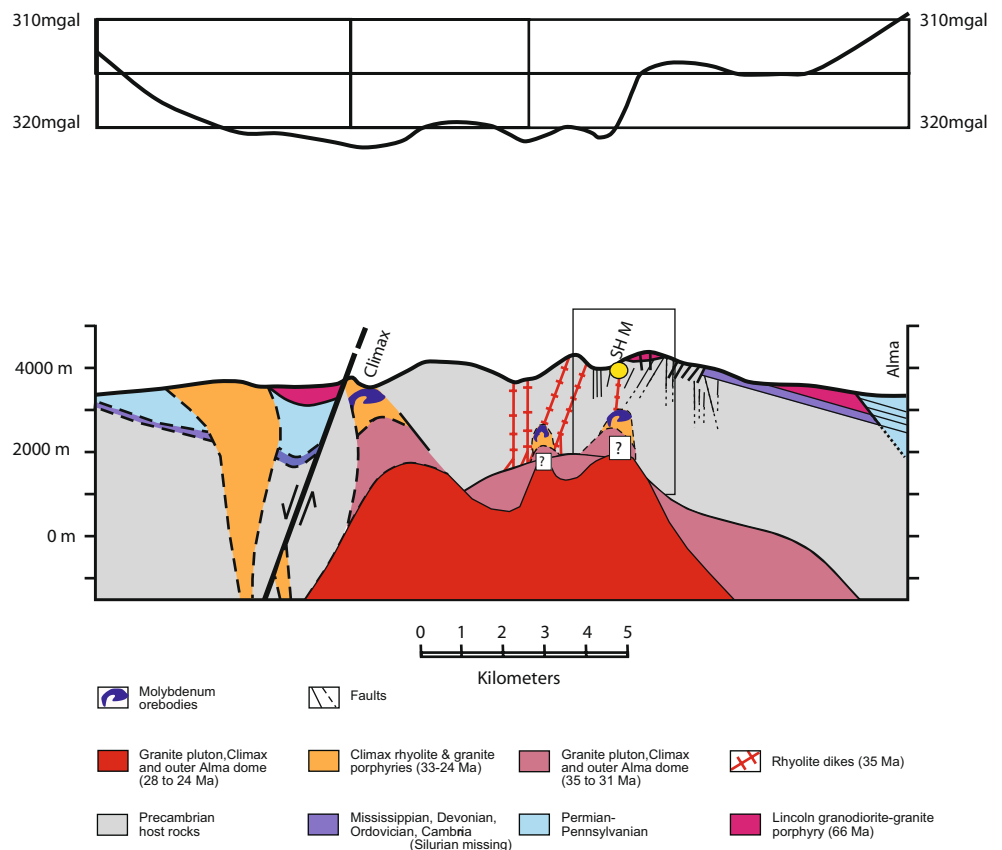 310mgal
310mgal
320mgal
320mgal
Climax
SH M
Alma
4000 m
2000 m
0 m
?
?
0 1 2 3 4 5
Kilometers
Molybdenum
orebodies
Faults
Granite pluton,Climax
and outer Alma dome
(28 to 24 Ma)
Climax rhyolite & granite
porphyries (33-24 Ma)
Granite pluton,Climax
and outer Alma dome
(35 to 31 Ma)
Rhyolite dikes (35 Ma)
Precambrian
host rocks
Mississippian, Devonian,
Ordovician, Cambria
(Silurian missing)
Permian-
Pennsylvanian
Lincoln granodiorite-granite
porphyry (66 Ma)